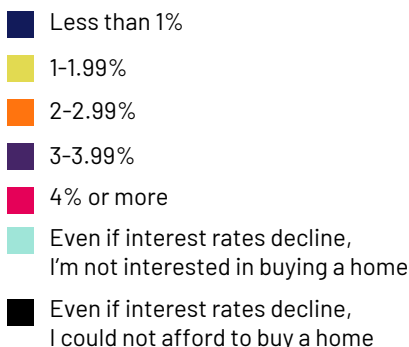 Less than 1%
1-1.99%
2-2.99%
3-3.99%
4% or more
Even if interest rates decline,
I'm not interested in buying a home
Even if interest rates decline,
I could not afford to buy a home